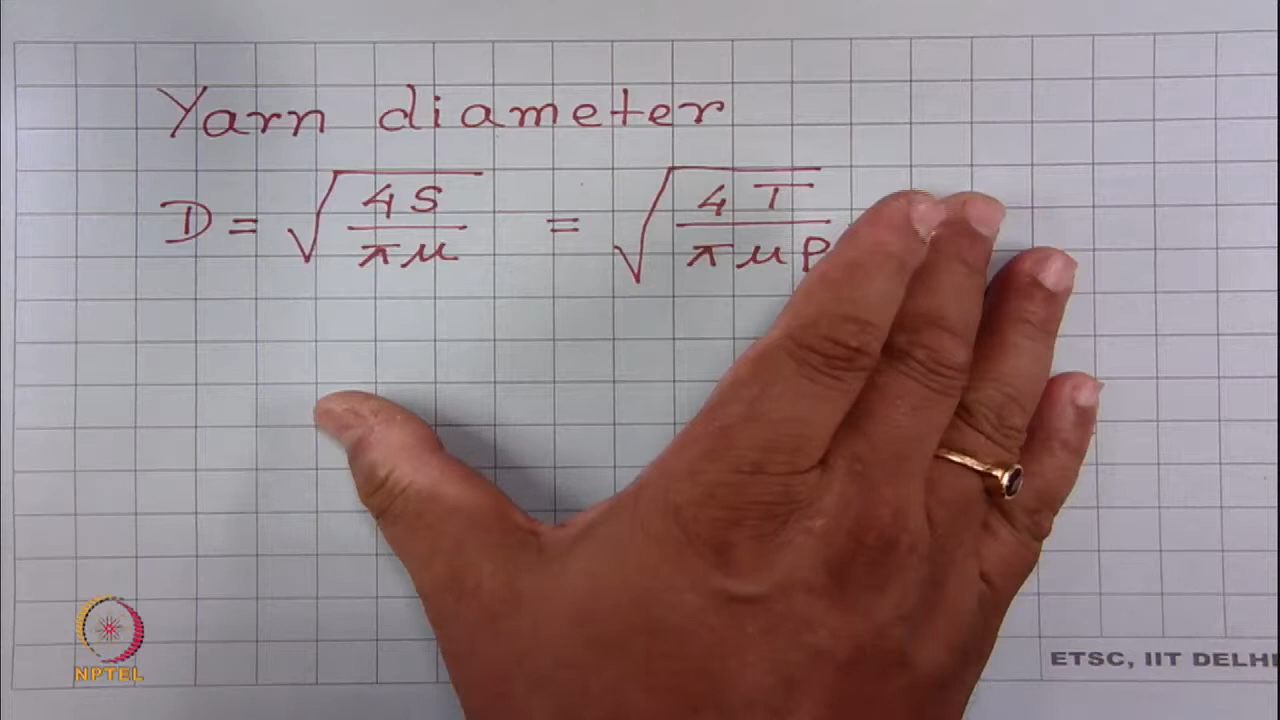 Yarn diameter
D = √(4S / πμ) = √(4T / πμρ)
NPTEL
ETSC, IIT DELHI